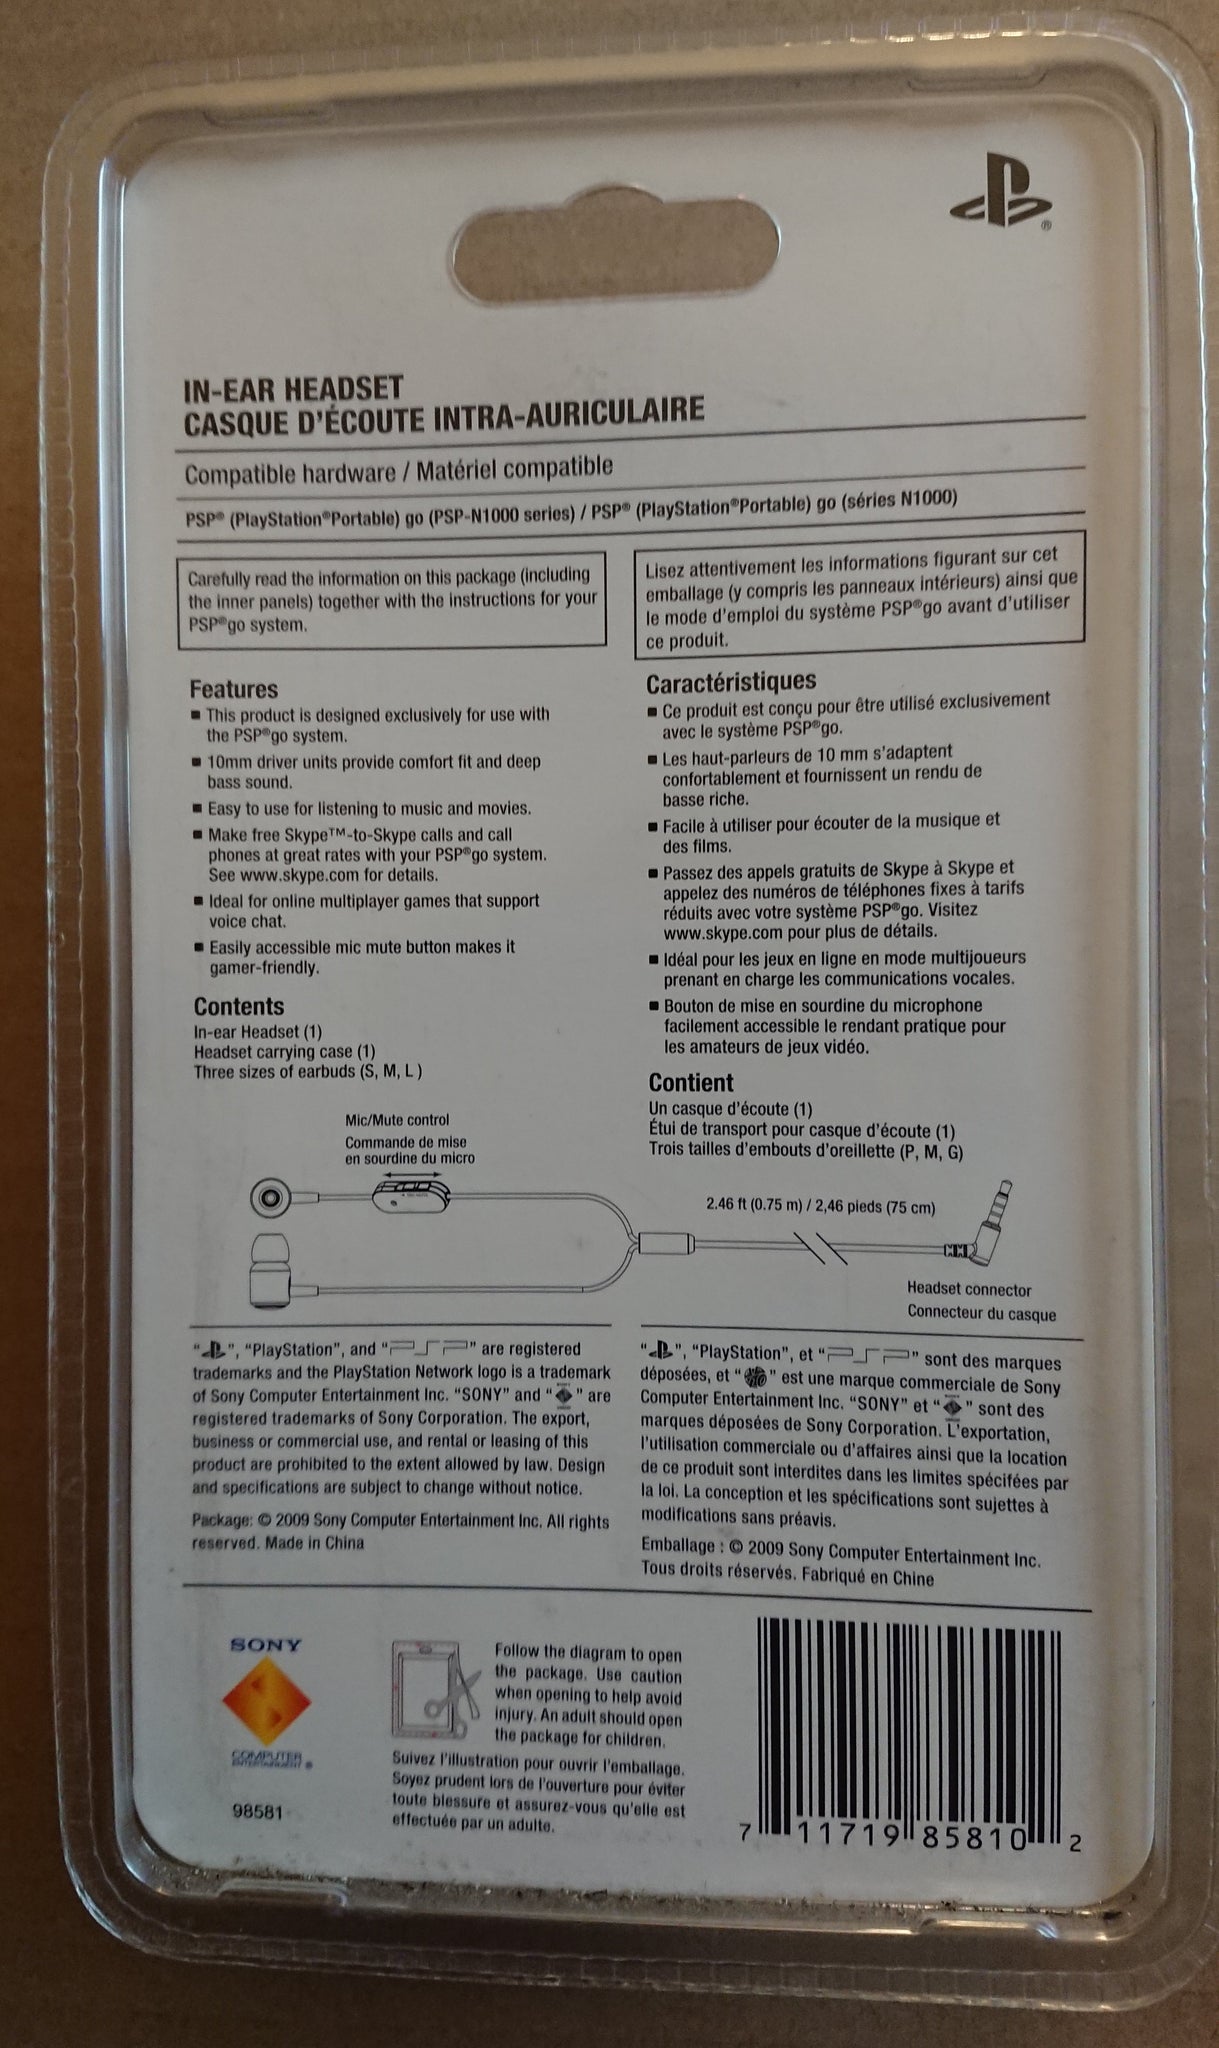 IN-EAR HEADSET
CASQUE D'ÉCOUTE INTRA-AURICULAIRE
Compatible hardware / Matériel compatible
PSP® (PlayStation®Portable) go (PSP-N1000 series) / PSP® (PlayStation®Portable) go (séries N1000)
Carefully read the information on this package (including
the inner panels) together with the instructions for your
PSP®go system.
Features
■ This product is designed exclusively for use with
the PSP®go system.
■ 10mm driver units provide comfort fit and deep
bass sound.
■ Easy to use for listening to music and movies.
■ Make free Skype™-to-Skype calls and call
phones at great rates with your PSP®go system.
See www.skype.com for details.
■ Ideal for online multiplayer games that support
voice chat.
■ Easily accessible mic mute button makes it
gamer-friendly.
Contents
In-ear Headset (1)
Headset carrying case (1)
Three sizes of earbuds (S, M, L )
Lisez attentivement les informations figurant sur cet
emballage (y compris les panneaux intérieurs) ainsi que
le mode d'emploi du système PSP®go avant d'utiliser
ce produit.
Caractéristiques
■ Ce produit est conçu pour être utilisé exclusivement
avec le système PSP®go.
■ Les haut-parleurs de 10 mm s'adaptent
confortablement et fournissent un rendu de
basse riche.
■ Facile à utiliser pour écouter de la musique et
des films.
■ Passez des appels gratuits de Skype à Skype et
appelez des numéros de téléphones fixes à tarifs
réduits avec votre système PSP®go. Visitez
www.skype.com pour plus de détails.
■ Idéal pour les jeux en ligne en mode multijoueurs
prenant en charge les communications vocales.
■ Bouton de mise en sourdine du microphone
facilement accessible le rendant pratique pour
les amateurs de jeux vidéo.
Contient
Un casque d'écoute (1)
Étui de transport pour casque d'écoute (1)
Trois tailles d'embouts d'oreillette (P, M, G)
Mic/Mute control
Commande de mise
en sourdine du micro
2.46 ft (0.75 m) / 2,46 pieds (75 cm)
Headset connector
Connecteur du casque
" ", "PlayStation", and "PSP" are registered
trademarks and the PlayStation Network logo is a trademark
of Sony Computer Entertainment Inc. "SONY" and " " are
registered trademarks of Sony Corporation. The export,
business or commercial use, and rental or leasing of this
product are prohibited to the extent allowed by law. Design
and specifications are subject to change without notice.
Package: © 2009 Sony Computer Entertainment Inc. All rights
reserved. Made in China
" ", "PlayStation", et "PSP" sont des marques
déposées, et " " est une marque commerciale de Sony
Computer Entertainment Inc. "SONY" et " " sont des
marques déposées de Sony Corporation. L'exportation,
l'utilisation commerciale ou d'affaires ainsi que la location
de ce produit sont interdites dans les limites spécifées par
la loi. La conception et les spécifications sont sujettes à
modifications sans préavis.
Emballage : © 2009 Sony Computer Entertainment Inc.
Tous droits réservés. Fabriqué en Chine
SONY
COMPUTER
ENTERTAINMENT ®
98581
Follow the diagram to open
the package. Use caution
when opening to help avoid
injury. An adult should open
the package for children.
Suivez l'illustration pour ouvrir l'emballage.
Soyez prudent lors de l'ouverture pour éviter
toute blessure et assurez-vous qu'elle est
effectuée par un adulte.
7 11719 85810 2